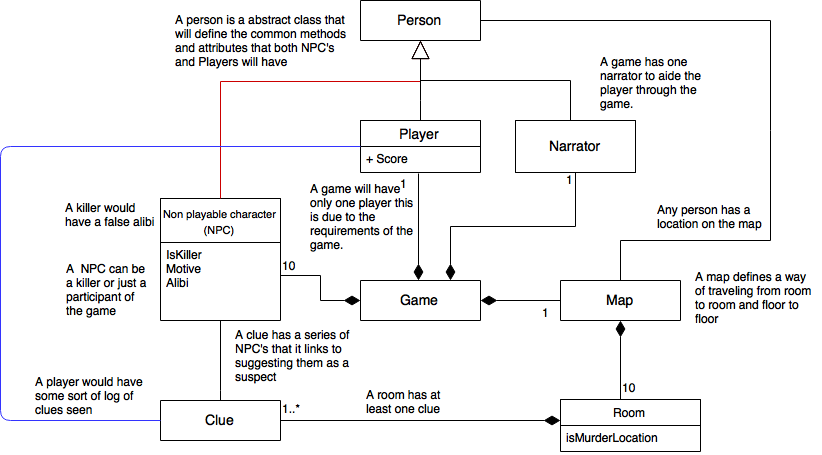 A person is a abstract class that
will define the common methods
and attributes that both NPC's
and Players will have
Person
A game has one
narrator to aide the
player through the
game.
Player
+ Score
Narrator
1
1
A game will have
only one player this
is due to the
requirements of the
game.
A killer would
have a false alibi
Non playable character
(NPC)
IsKiller
Motive
Alibi
Any person has a
location on the map
A  NPC can be
a killer or just a
participant of
the game
10
Game
1
Map
A map defines a way
of traveling from room
to room and floor to
floor
A clue has a series of
NPC's that it links to
suggesting them as a
suspect
A player would have
some sort of log of
clues seen
Clue
1..*
A room has at
least one clue
10
Room
isMurderLocation